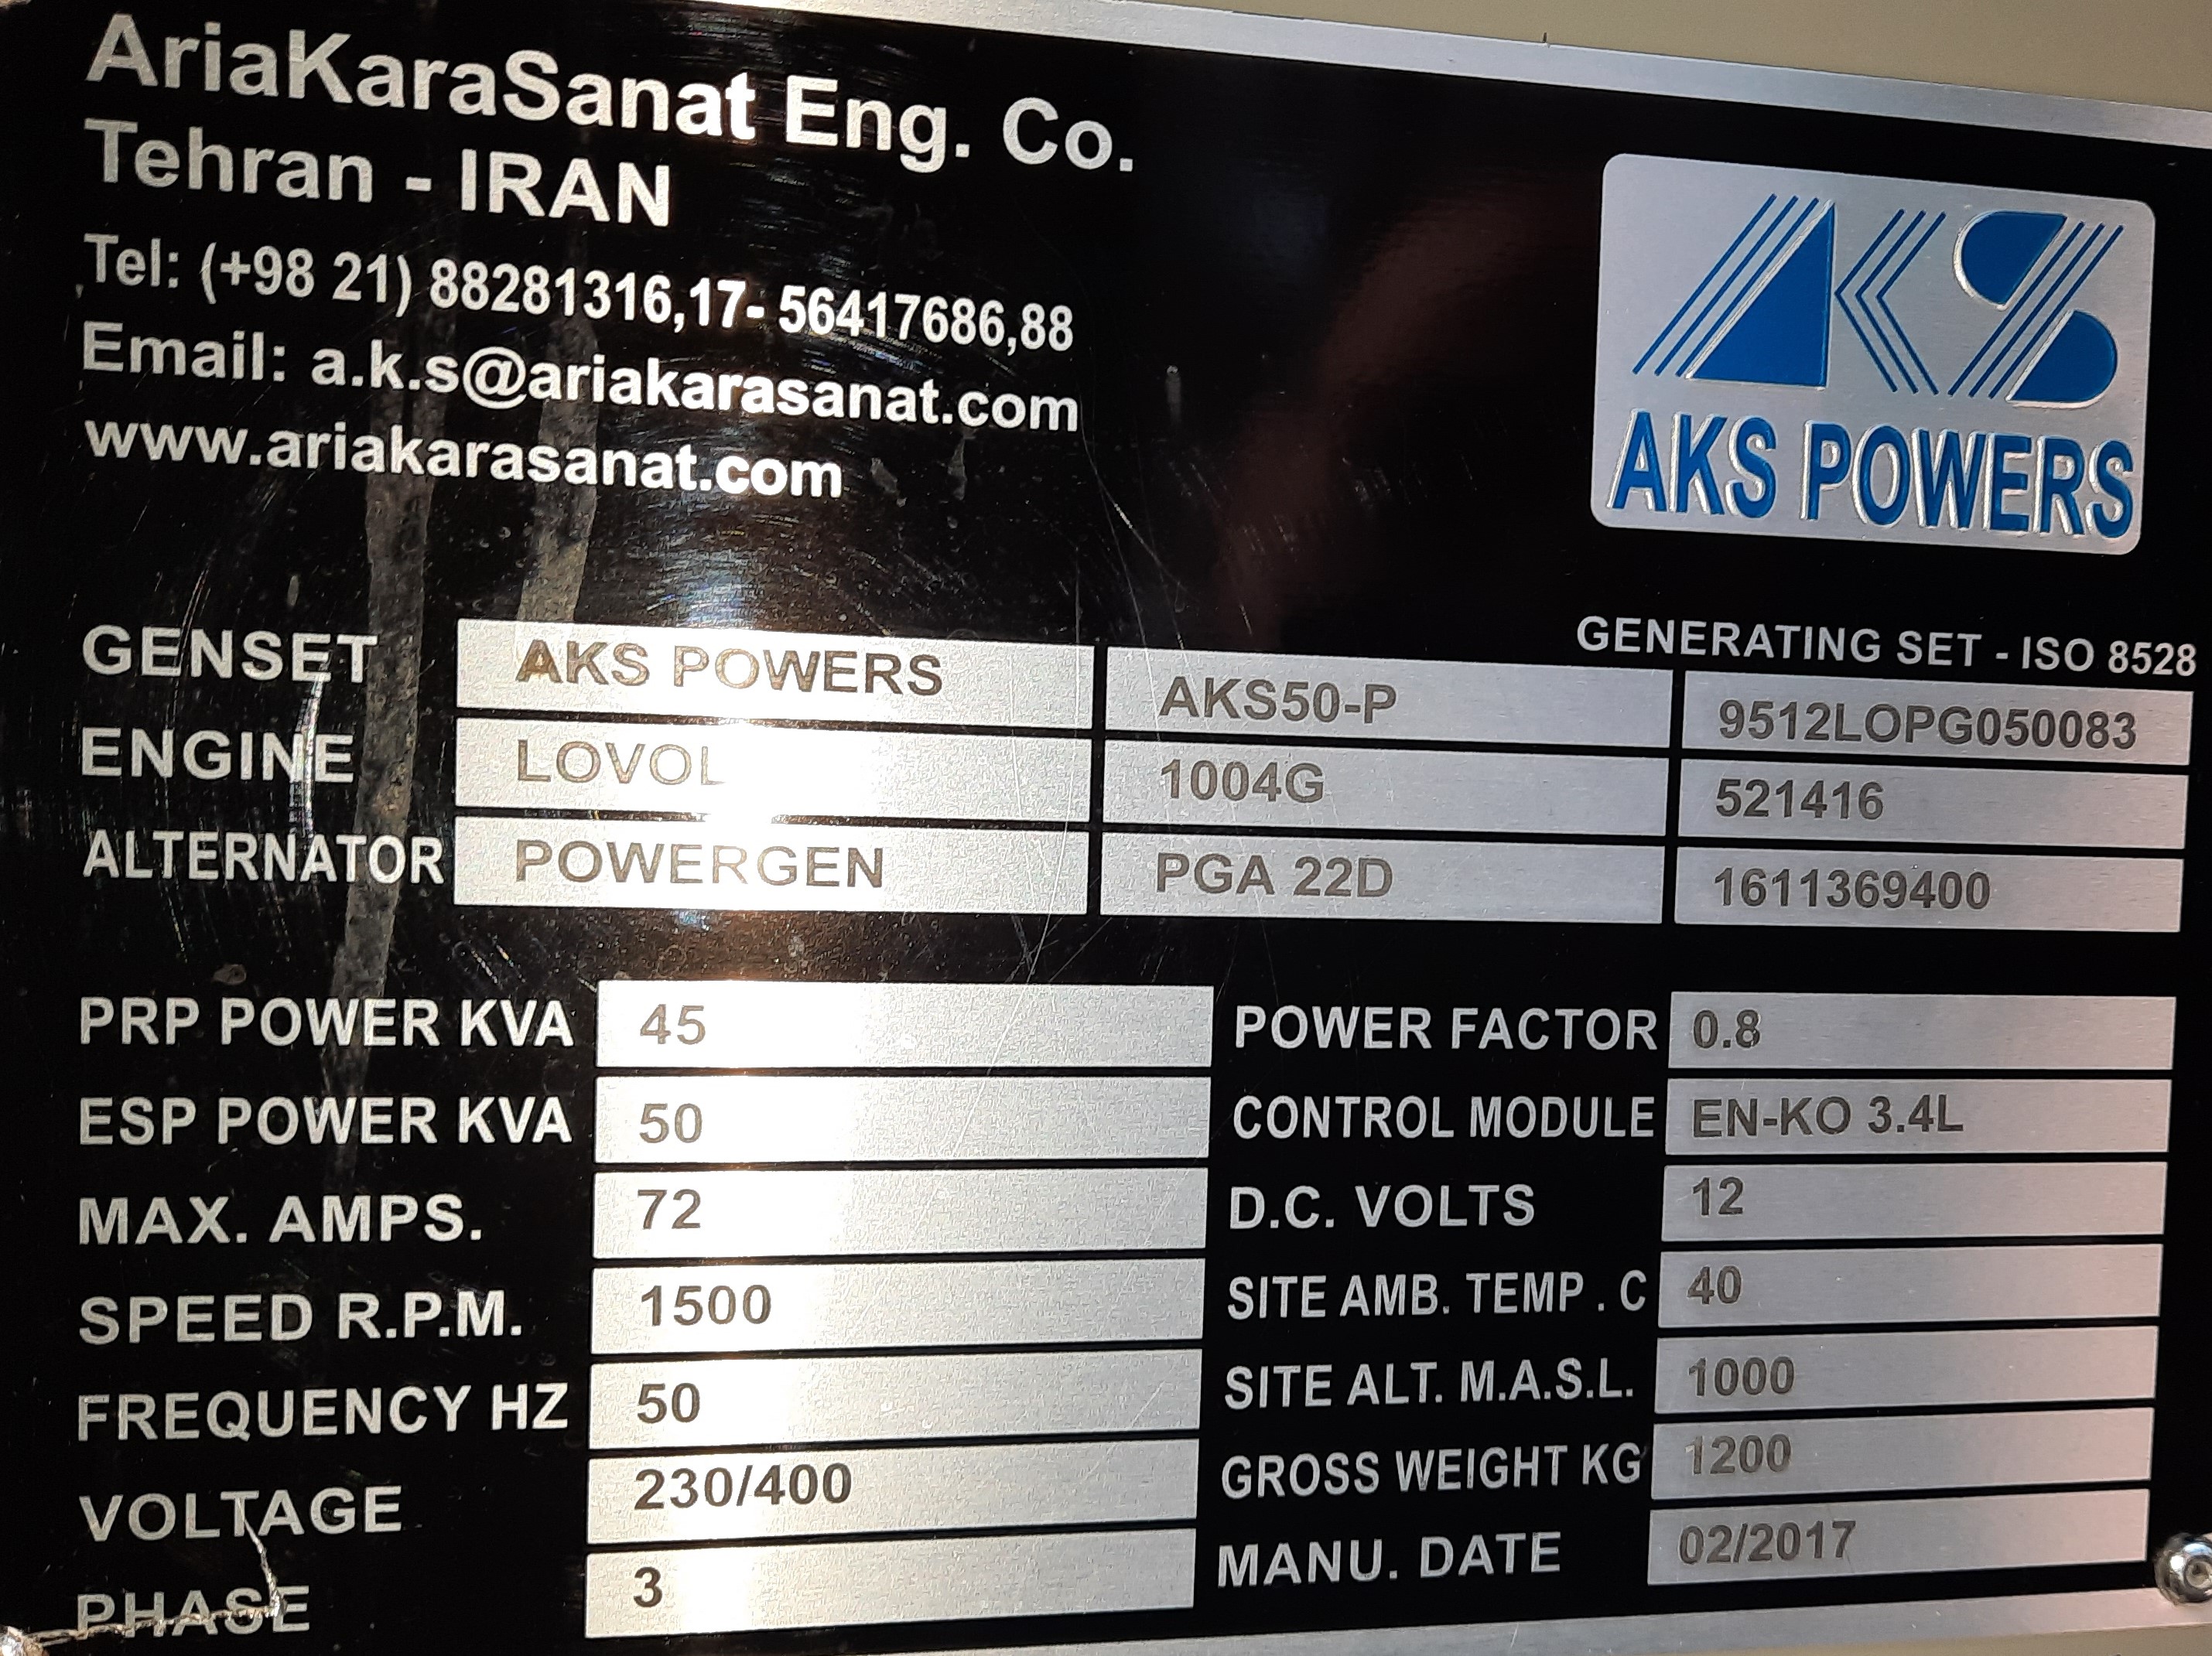 AriaKaraSanat Eng. Co.
Tehran - IRAN
Tel: (+98 21) 88281316,17- 56417686,88
Email: a.k.s@ariakarasanat.com
www.ariakarasanat.com
AKS
AKS POWERS
GENERATING SET - ISO 8528
GENSET AKS POWERS AKS50-P 9512LOPG050083
ENGINE LOVOL 1004G 521416
ALTERNATOR POWERGEN PGA 22D 1611369400
PRP POWER KVA 45 POWER FACTOR 0.8
ESP POWER KVA 50 CONTROL MODULE EN-KO 3.4L
MAX. AMPS. 72 D.C. VOLTS 12
SPEED R.P.M. 1500 SITE AMB. TEMP . C 40
FREQUENCY HZ 50 SITE ALT. M.A.S.L. 1000
VOLTAGE 230/400 GROSS WEIGHT KG 1200
PHASE 3 MANU. DATE 02/2017